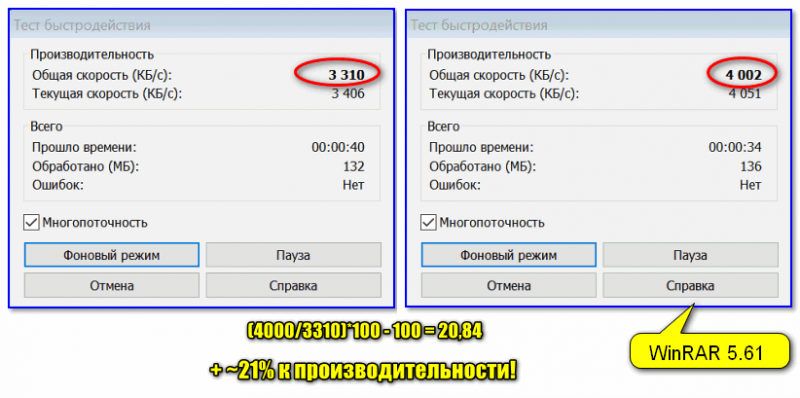 Тест быстродействия
Производительность
Общая скорость (КБ/с): 3 310
Текущая скорость (КБ/с): 3 406
Всего
Прошло времени: 00:00:40
Обработано (МБ): 132
Ошибок: Нет
Многопоточность
Фоновый режим Пауза
Отмена Справка
Тест быстродействия
Производительность
Общая скорость (КБ/с): 4 002
Текущая скорость (КБ/с): 4 051
Всего
Прошло времени: 00:00:34
Обработано (МБ): 136
Ошибок: Нет
Многопоточность
Фоновый режим Пауза
Отмена Справка
(4000/3310)*100 - 100 = 20,84
+ ~21% к производительности!
WinRAR 5.61